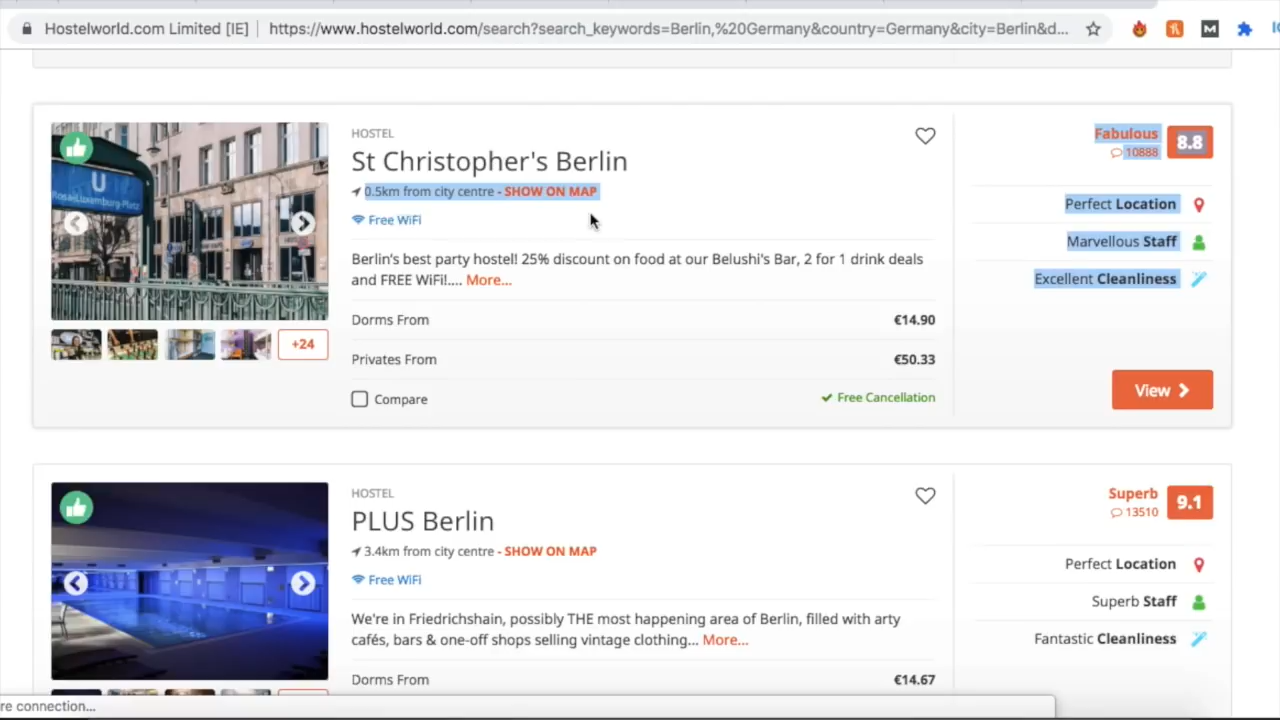 Hostelworld.com Limited [IE] | https://www.hostelworld.com/search?search_keywords=Berlin,%20Germany&country=Germany&city=Berlin&d...
HOSTEL
St Christopher's Berlin
0.5km from city centre - SHOW ON MAP
Free WiFi
Berlin's best party hostel! 25% discount on food at our Belushi's Bar, 2 for 1 drink deals
and FREE WiFi!.... More...
Dorms From €14.90
Privates From €50.33
Compare
Free Cancellation
+24
Fabulous 8.8
10888
Perfect Location
Marvellous Staff
Excellent Cleanliness
View
HOSTEL
PLUS Berlin
3.4km from city centre - SHOW ON MAP
Free WiFi
We're in Friedrichshain, possibly THE most happening area of Berlin, filled with arty
cafés, bars & one-off shops selling vintage clothing... More...
Dorms From €14.67
Superb 9.1
13510
Perfect Location
Superb Staff
Fantastic Cleanliness
re connection...